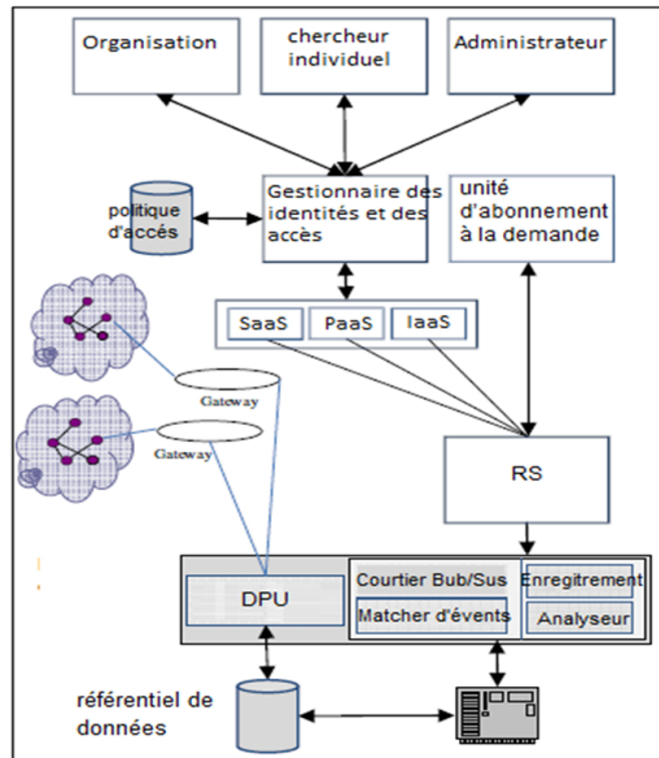 Organisation
chercheur
individuel
Administrateur
politique
d'accés
Gestionnaire des
identités et des
accès
unité
d'abonnement
à la demande
SaaS
PaaS
IaaS
Gateway
Gateway
RS
DPU
Courtier Bub/Sus
Enregitrement
Matcher d'évents
Analyseur
référentiel de
données